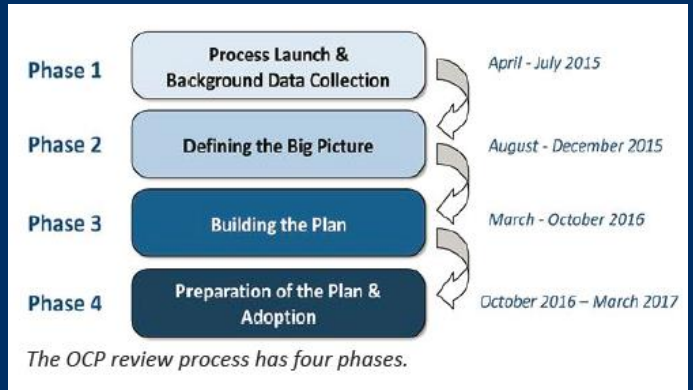 Phase 1
Process Launch &
Background Data Collection
April - July 2015
Phase 2
Defining the Big Picture
August - December 2015
Phase 3
Building the Plan
March - October 2016
Phase 4
Preparation of the Plan &
Adoption
October 2016 – March 2017
The OCP review process has four phases.